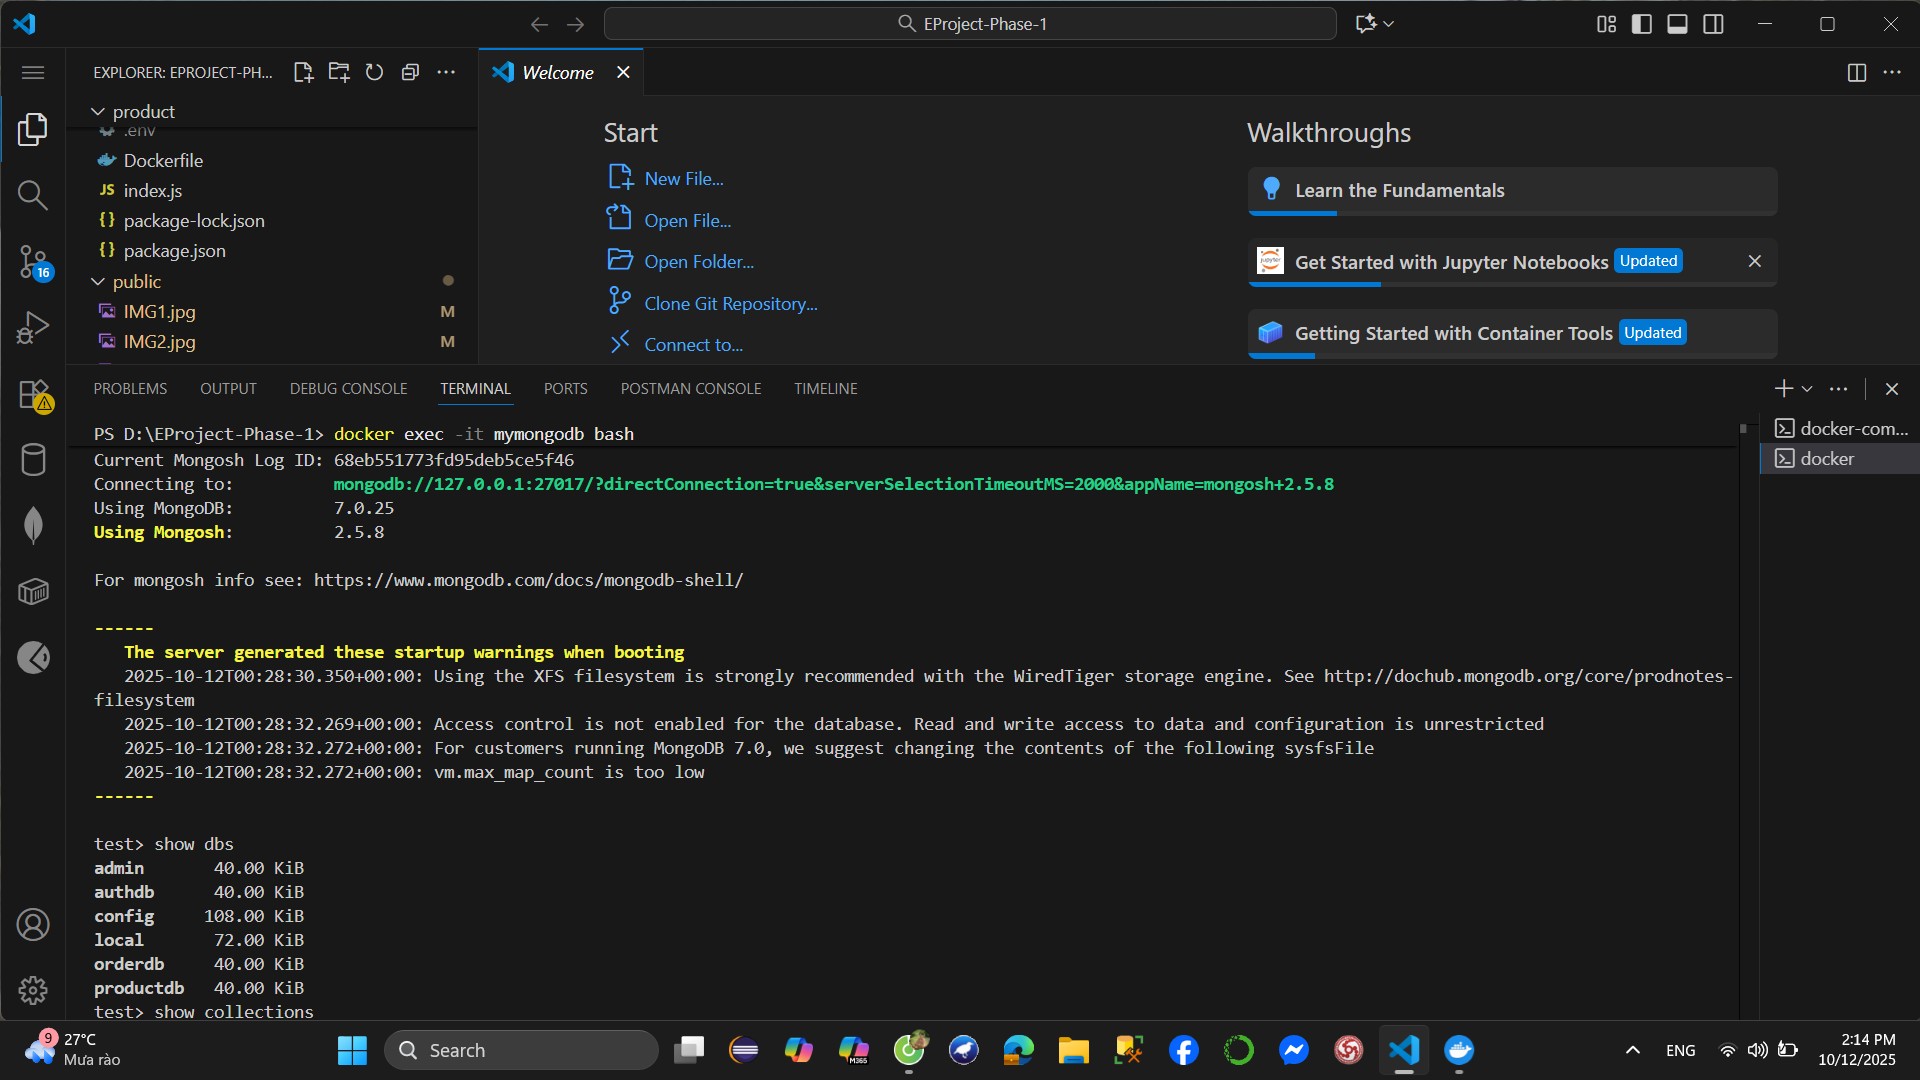 EProject-Phase-1
EXPLORER: EPROJECT-PH...
Welcome
product
.env
Dockerfile
JS index.js
{} package-lock.json
{} package.json
public
IMG1.jpg M
IMG2.jpg M
16
Start
New File...
Open File...
Open Folder...
Clone Git Repository...
Connect to...
Walkthroughs
Learn the Fundamentals
jupyter
Get Started with Jupyter Notebooks Updated
Getting Started with Container Tools Updated
PROBLEMS OUTPUT DEBUG CONSOLE TERMINAL PORTS POSTMAN CONSOLE TIMELINE
docker-com...
docker
PS D:\EProject-Phase-1> docker exec -it mymongodb bash
Current Mongosh Log ID: 68eb551773fd95deb5ce5f46
Connecting to: mongodb://127.0.0.1:27017/?directConnection=true&serverSelectionTimeoutMS=2000&appName=mongosh+2.5.8
Using MongoDB: 7.0.25
Using Mongosh: 2.5.8
For mongosh info see: https://www.mongodb.com/docs/mongodb-shell/
------
The server generated these startup warnings when booting
2025-10-12T00:28:30.350+00:00: Using the XFS filesystem is strongly recommended with the WiredTiger storage engine. See http://dochub.mongodb.org/core/prodnotes-
filesystem
2025-10-12T00:28:32.269+00:00: Access control is not enabled for the database. Read and write access to data and configuration is unrestricted
2025-10-12T00:28:32.272+00:00: For customers running MongoDB 7.0, we suggest changing the contents of the following sysfsFile
2025-10-12T00:28:32.272+00:00: vm.max_map_count is too low
------
test> show dbs
admin 40.00 KiB
authdb 40.00 KiB
config 108.00 KiB
local 72.00 KiB
orderdb 40.00 KiB
productdb 40.00 KiB
test> show collections
9
27°C
Mưa rào
Search
M365
ENG
2:14 PM
10/12/2025